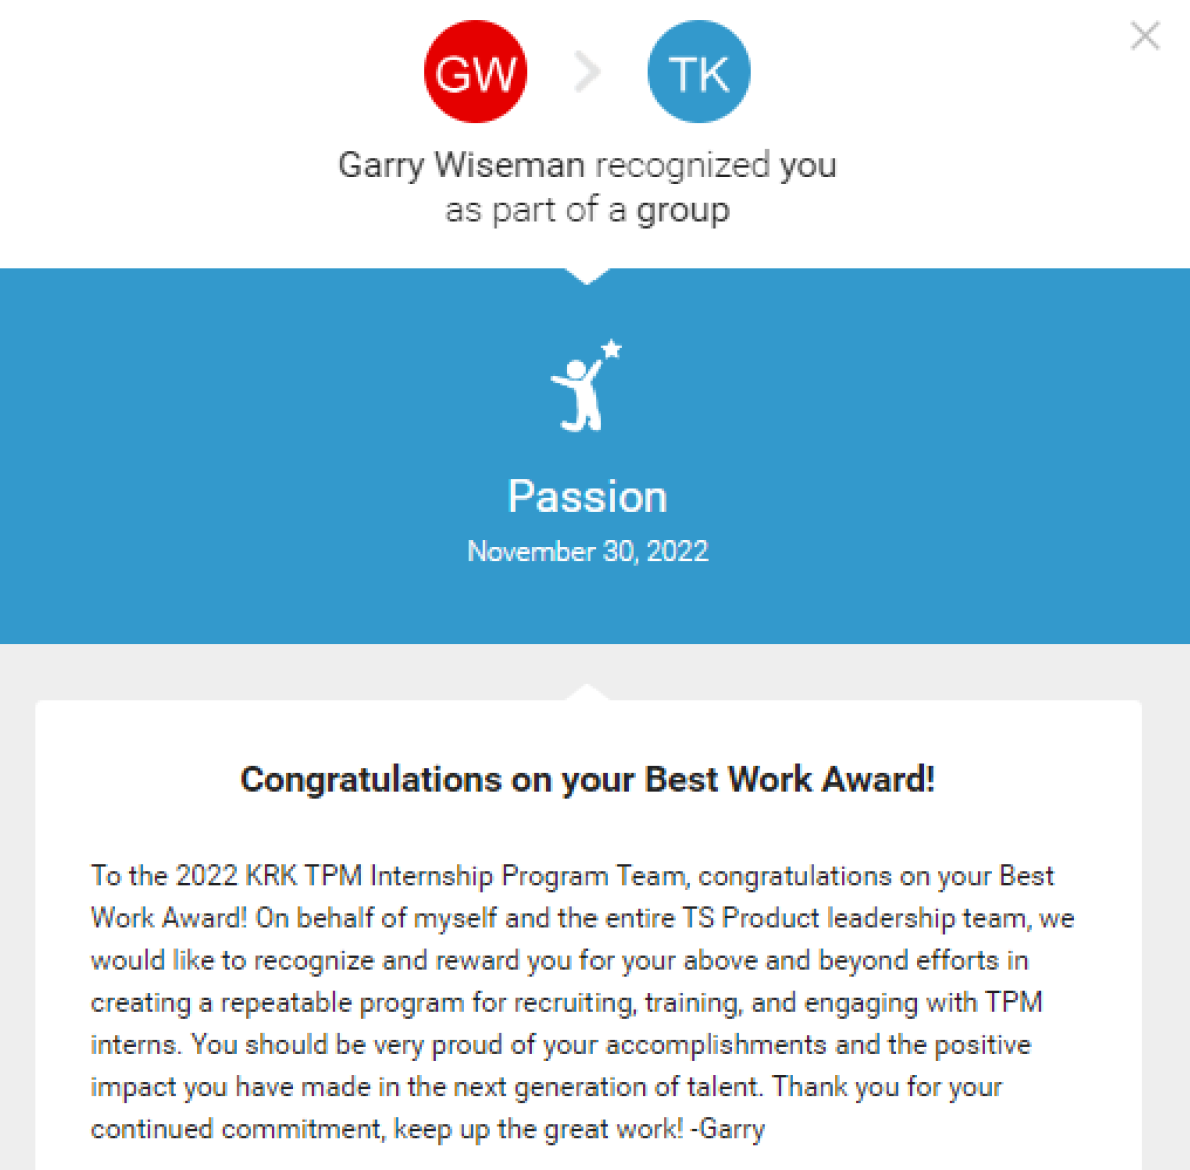 GW
TK
Garry Wiseman recognized you
as part of a group
Passion
November 30, 2022
Congratulations on your Best Work Award!
To the 2022 KRK TPM Internship Program Team, congratulations on your Best
Work Award! On behalf of myself and the entire TS Product leadership team, we
would like to recognize and reward you for your above and beyond efforts in
creating a repeatable program for recruiting, training, and engaging with TPM
interns. You should be very proud of your accomplishments and the positive
impact you have made in the next generation of talent. Thank you for your
continued commitment, keep up the great work! -Garry